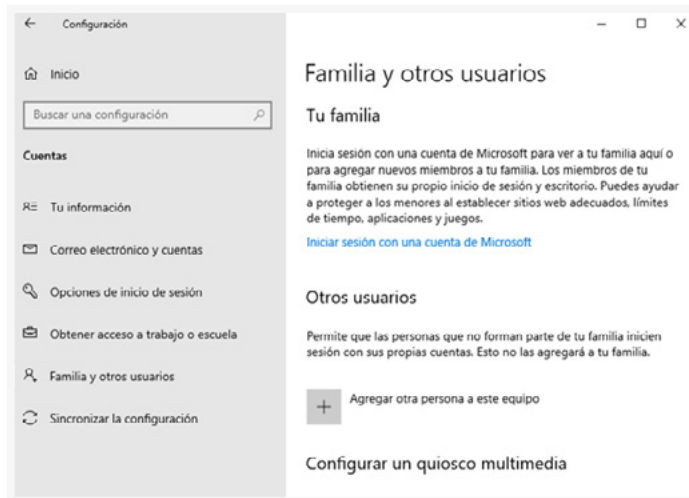 Configuración
Inicio
Buscar una configuración
Cuentas
Tu información
Correo electrónico y cuentas
Opciones de inicio de sesión
Obtener acceso a trabajo o escuela
Familia y otros usuarios
Sincronizar la configuración
Familia y otros usuarios
Tu familia
Inicia sesión con una cuenta de Microsoft para ver a tu familia aquí o
para agregar nuevos miembros a tu familia. Los miembros de tu
familia obtienen su propio inicio de sesión y escritorio. Puedes ayudar
a proteger a los menores al establecer sitios web adecuados, límites
de tiempo, aplicaciones y juegos.
Iniciar sesión con una cuenta de Microsoft
Otros usuarios
Permite que las personas que no forman parte de tu familia inicien
sesión con sus propias cuentas. Esto no las agregará a tu familia.
Agregar otra persona a este equipo
Configurar un quiosco multimedia